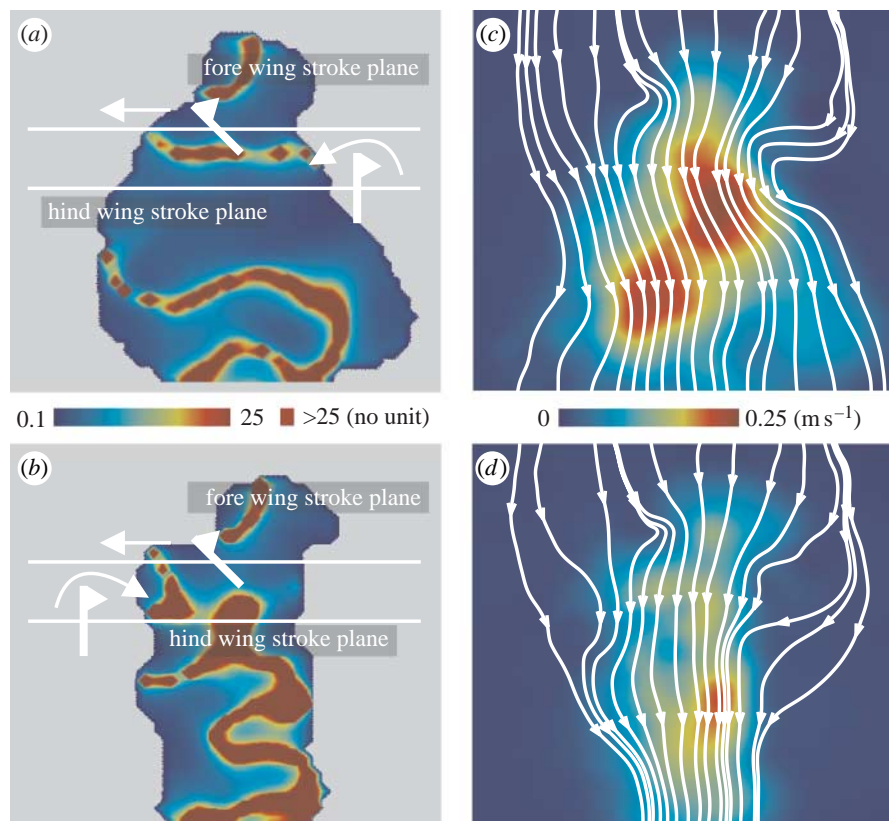 (a)
fore wing stroke plane
hind wing stroke plane
(c)
0.1 25 >25 (no unit)
0 0.25 (m s⁻¹)
(b)
fore wing stroke plane
hind wing stroke plane
(d)